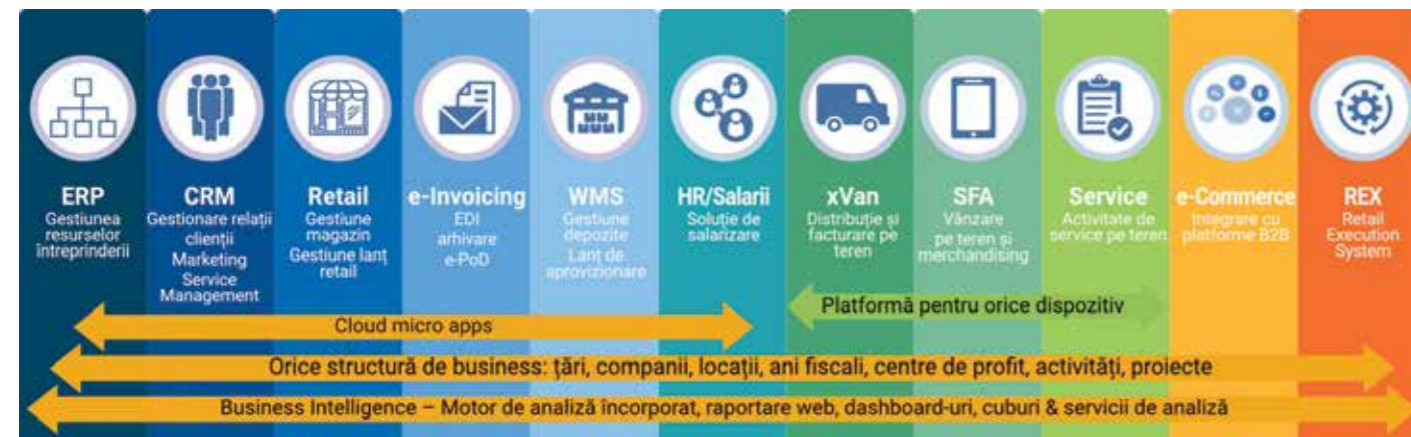 ERP
Gestiunea
resurselor
întreprinderii
CRM
Gestionare relații
clienții
Marketing
Service
Management
Retail
Gestiune
magazin
Gestiune lanț
retail
e-Invoicing
EDI
arhivare
e-PoD
WMS
Gestiune
depozite
Lanț de
aprovizionare
HR/Salarii
Soluție de
salarizare
xVan
Distribuție și
facturare pe
teren
SFA
Vânzare
pe teren și
merchandising
Service
Activitate de
service pe teren
e-Commerce
Integrare cu
platforme B2B
REX
Retail
Execution
System
Platformă pentru orice dispozitiv
Cloud micro apps
Orice structură de business: țări, companii, locații, ani fiscali, centre de profit, activități, proiecte
Business Intelligence – Motor de analiză încorporat, raportare web, dashboard-uri, cuburi & servicii de analiză